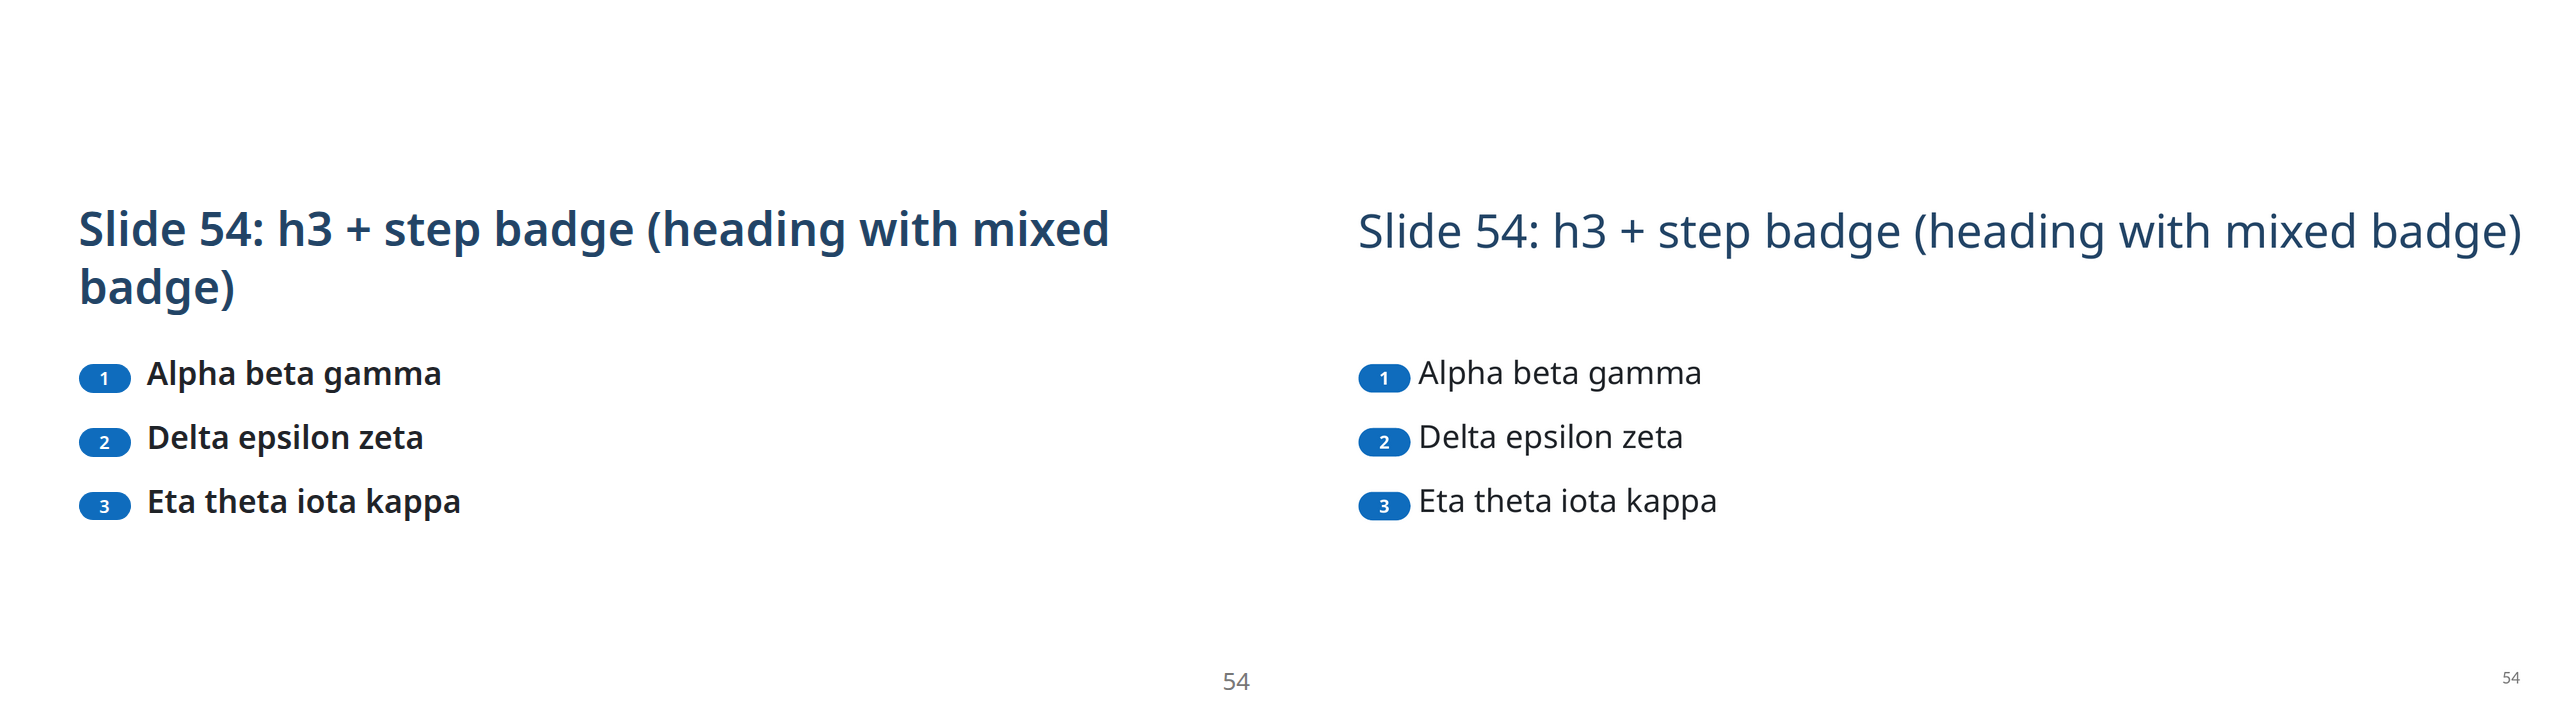 Slide 54: h3 + step badge (heading with mixed
badge)
1 Alpha beta gamma
2 Delta epsilon zeta
3 Eta theta iota kappa
54
Slide 54: h3 + step badge (heading with mixed badge)
1 Alpha beta gamma
2 Delta epsilon zeta
3 Eta theta iota kappa
54